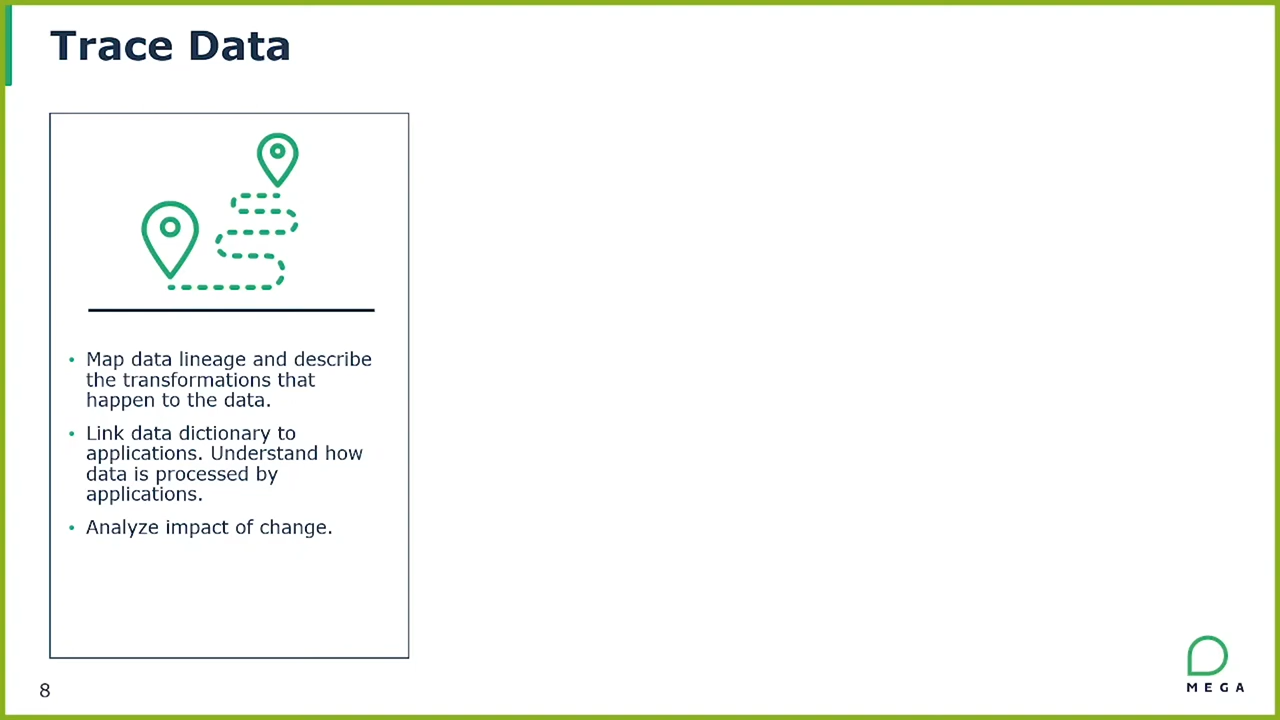 Trace Data
• Map data lineage and describe
the transformations that
happen to the data.
• Link data dictionary to
applications. Understand how
data is processed by
applications.
• Analyze impact of change.
8
MEGA